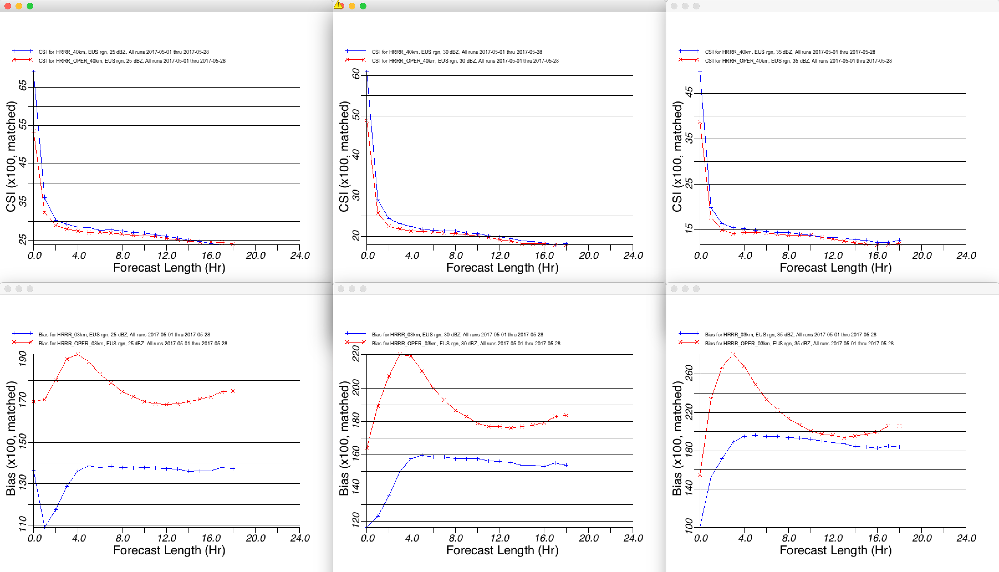 CSI for HRRR_40km, EUS rgn, 25 dBZ, All runs 2017-05-01 thru 2017-05-28
CSI for HRRR_OPER_40km, EUS rgn, 25 dBZ, All runs 2017-05-01 thru 2017-05-28
65
55
45
35
25
CSI (x100, matched)
0.0 4.0 8.0 12.0 16.0 20.0 24.0
Forecast Length (Hr)
CSI for HRRR_40km, EUS rgn, 30 dBZ, All runs 2017-05-01 thru 2017-05-28
CSI for HRRR_OPER_40km, EUS rgn, 30 dBZ, All runs 2017-05-01 thru 2017-05-28
60
50
40
30
20
CSI (x100, matched)
0.0 4.0 8.0 12.0 16.0 20.0 24.0
Forecast Length (Hr)
CSI for HRRR_40km, EUS rgn, 35 dBZ, All runs 2017-05-01 thru 2017-05-28
CSI for HRRR_OPER_40km, EUS rgn, 35 dBZ, All runs 2017-05-01 thru 2017-05-28
45
35
25
15
CSI (x100, matched)
0.0 4.0 8.0 12.0 16.0 20.0 24.0
Forecast Length (Hr)
Bias for HRRR_03km, EUS rgn, 25 dBZ, All runs 2017-05-01 thru 2017-05-28
Bias for HRRR_OPER_03km, EUS rgn, 25 dBZ, All runs 2017-05-01 thru 2017-05-28
190
170
150
130
110
Bias (x100, matched)
0.0 4.0 8.0 12.0 16.0 20.0 24.0
Forecast Length (Hr)
Bias for HRRR_03km, EUS rgn, 30 dBZ, All runs 2017-05-01 thru 2017-05-28
Bias for HRRR_OPER_03km, EUS rgn, 30 dBZ, All runs 2017-05-01 thru 2017-05-28
220
200
180
160
140
120
Bias (x100, matched)
0.0 4.0 8.0 12.0 16.0 20.0 24.0
Forecast Length (Hr)
Bias for HRRR_03km, EUS rgn, 35 dBZ, All runs 2017-05-01 thru 2017-05-28
Bias for HRRR_OPER_03km, EUS rgn, 35 dBZ, All runs 2017-05-01 thru 2017-05-28
260
220
180
140
100
Bias (x100, matched)
0.0 4.0 8.0 12.0 16.0 20.0 24.0
Forecast Length (Hr)